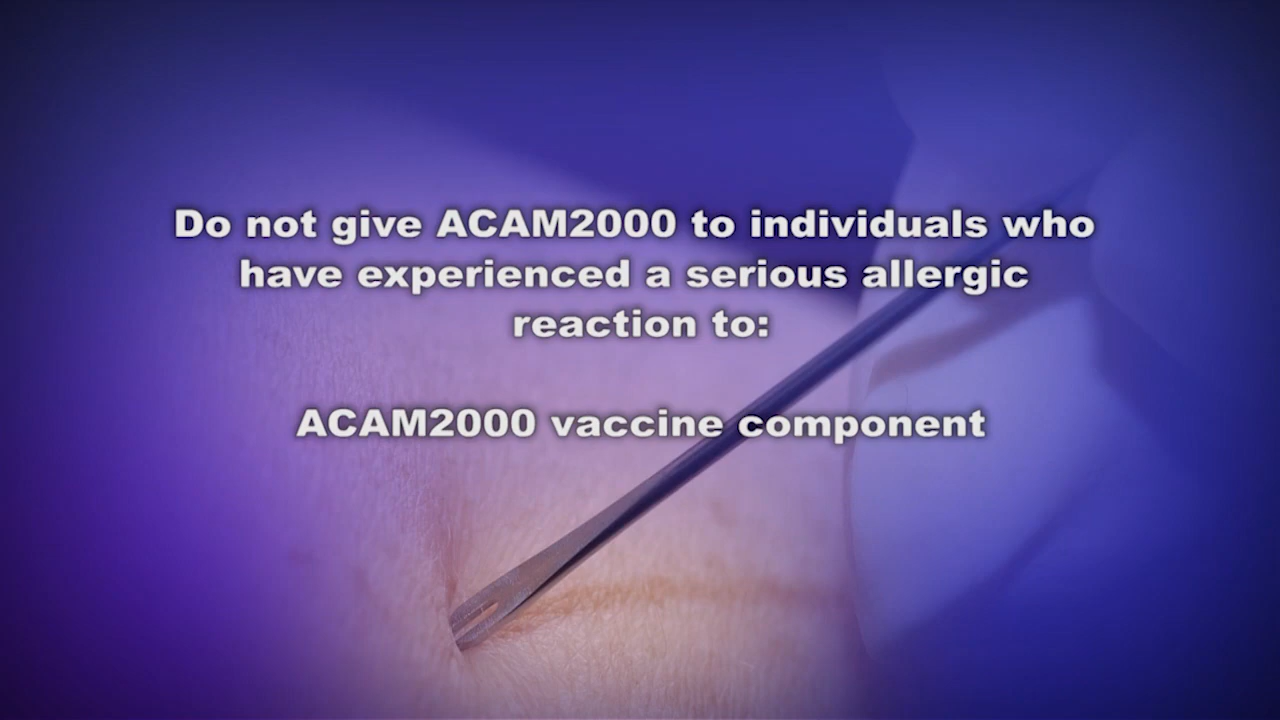 Do not give ACAM2000 to individuals who
have experienced a serious allergic
reaction to:
ACAM2000 vaccine component